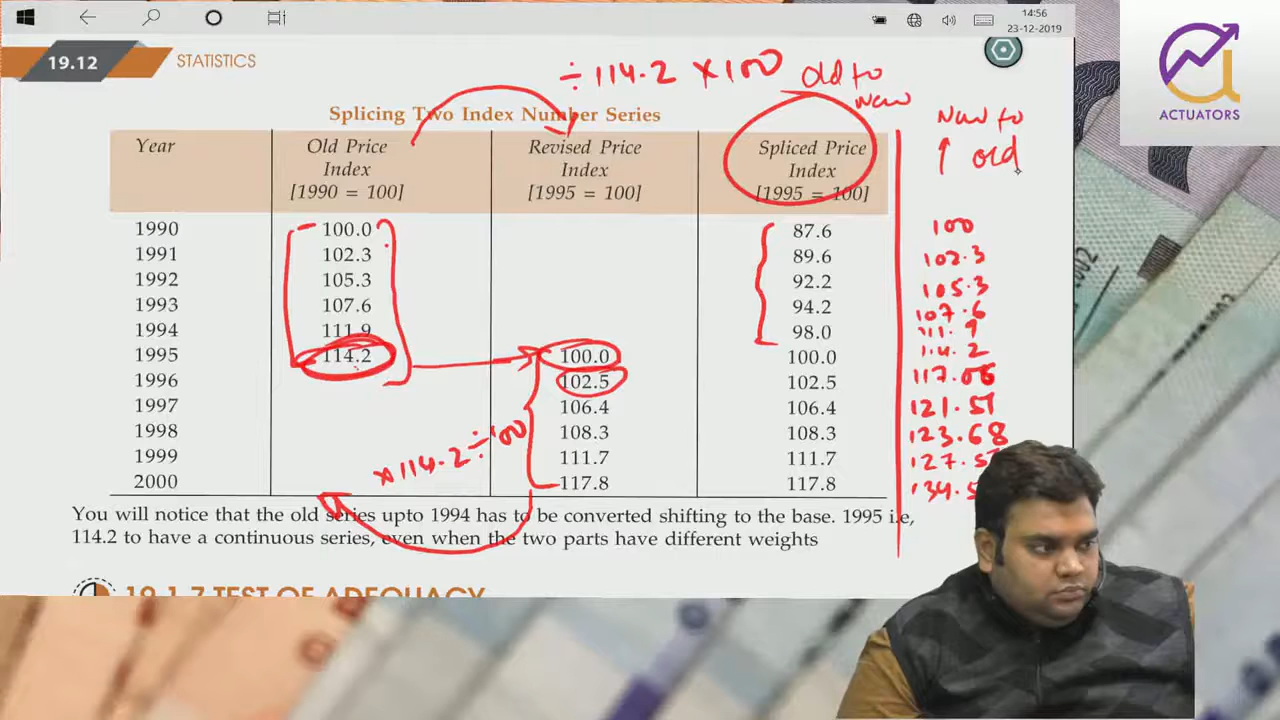 14:56
23-12-2019
19.12 STATISTICS
÷114.2 ×100 Old to New
New to old
ACTUATORS
Splicing Two Index Number Series
Year Old Price Index [1990 = 100] Revised Price Index [1995 = 100] Spliced Price Index [1995 = 100]
1990 100.0 87.6 100
1991 102.3 89.6 102.3
1992 105.3 92.2 105.3
1993 107.6 94.2 107.6
1994 111.9 98.0 111.9
1995 114.2 100.0 100.0 114.2
1996 102.5 102.5
1997 106.4 106.4 121.51
1998 108.3 108.3 123.68
1999 111.7 111.7
2000 117.8 117.8
×114.2 ÷100
You will notice that the old series upto 1994 has to be converted shifting to the base. 1995 i.e,
114.2 to have a continuous series, even when the two parts have different weights
19.1.7 TEST OF ADEQUACY